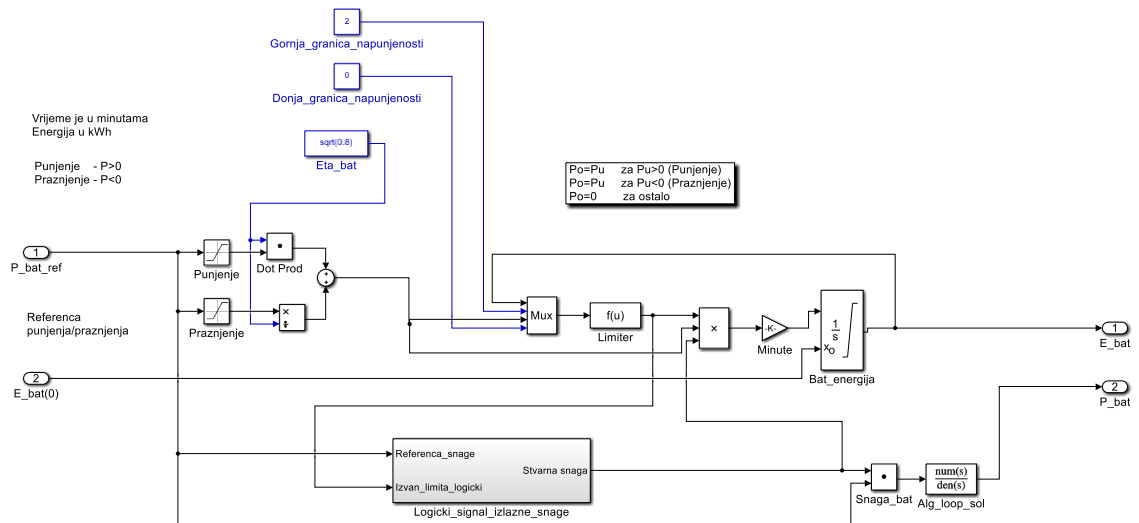 2
Gornja_granica_napunjenosti
0
Donja_granica_napunjenosti
Vrijeme je u minutama
Energija u kWh
sqrt(0.8)
Eta_bat
Punjenje - P>0
Praznjenje - P<0
Po=Pu za Pu>0 (Punjenje)
Po=Pu za Pu<0 (Praznjenje)
Po=0 za ostalo
1
P_bat_ref
Punjenje
Dot Prod
+
+
Referenca
punjenja/praznjenja
Praznjenje
×
÷
Mux
f(u)
Limiter
×
-K-
Minute
1
s
xo
Bat_energija
1
E_bat
2
E_bat(0)
2
P_bat
Referenca_snage
Izvan_limita_logicki
Stvarna snaga
Logicki_signal_izlazne_snage
Snaga_bat
num(s)
den(s)
Alg_loop_sol